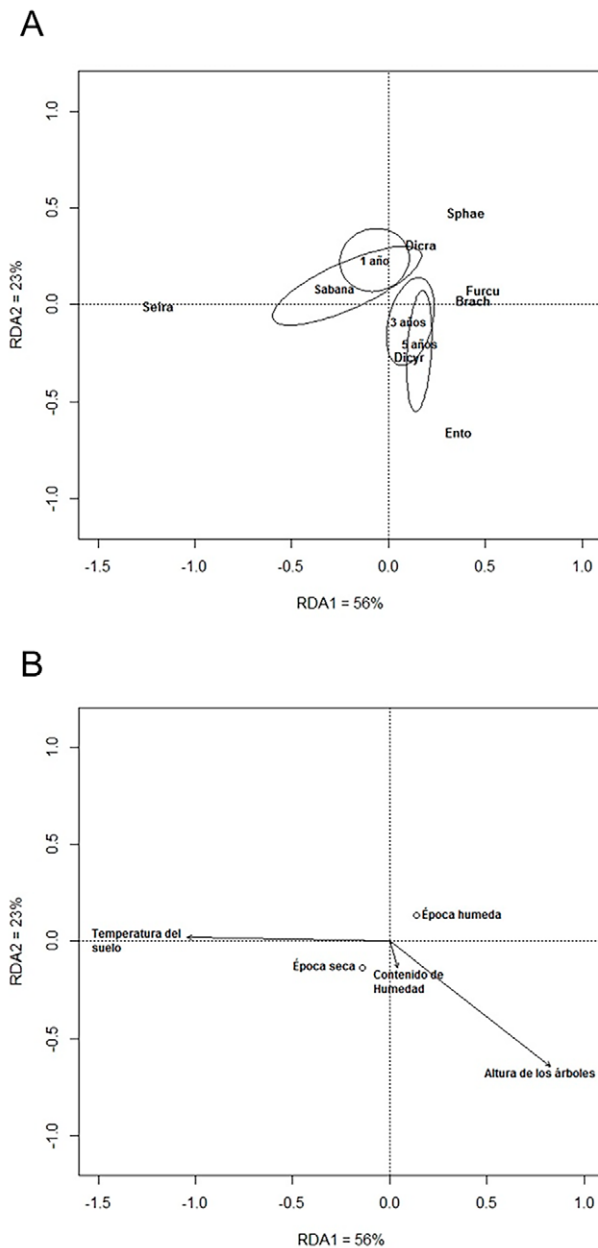 A
1.0
0.5
0.0
-0.5
-1.0
RDA2 = 23%
Sphae
Dicra
1 año
Sabana
Furcu
Brach
Seira
3 años
5 años
Dicyr
Ento
-1.5
-1.0
-0.5
0.0
0.5
1.0
RDA1 = 56%
B
1.0
0.5
0.0
-0.5
-1.0
RDA2 = 23%
Época humeda
Temperatura del
suelo
Época seca
Contenido de
Humedad
Altura de los árboles
-1.5
-1.0
-0.5
0.0
0.5
1.0
RDA1 = 56%